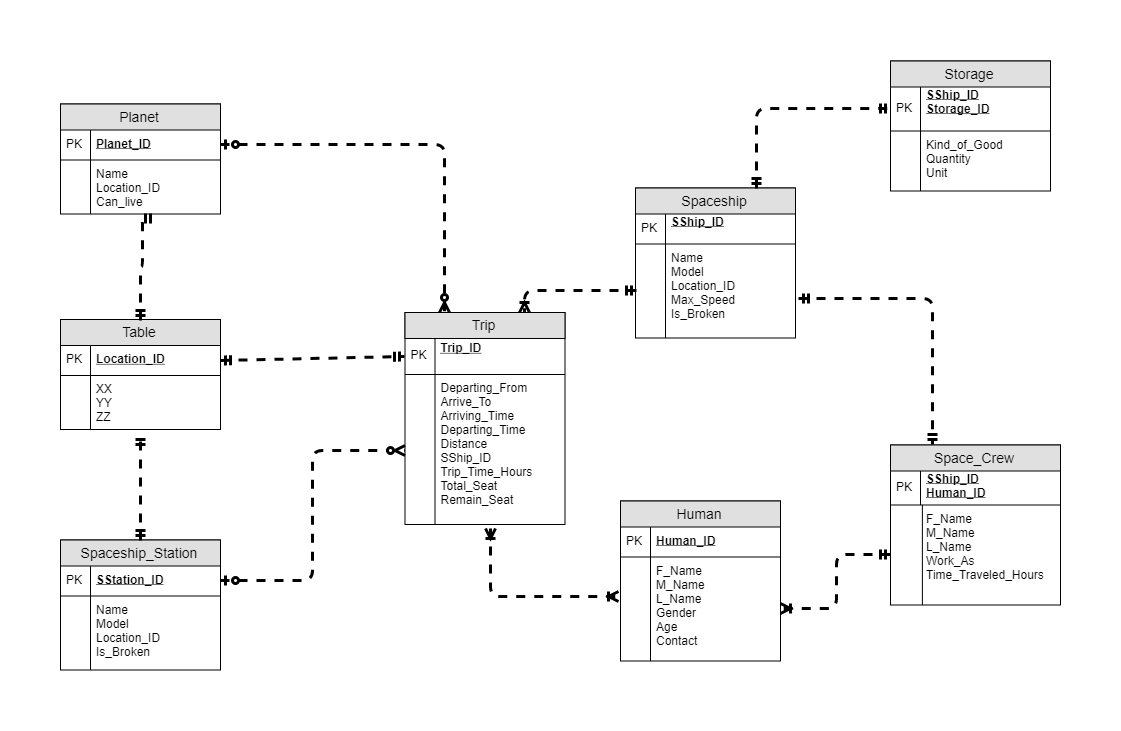 Storage
PK
SShip_ID
Storage_ID
Kind_of_Good
Quantity
Unit
Planet
PK
Planet_ID
Name
Location_ID
Can_live
Spaceship
PK
SShip_ID
Name
Model
Location_ID
Max_Speed
Is_Broken
Table
PK
Location_ID
XX
YY
ZZ
Trip
PK
Trip_ID
Departing_From
Arrive_To
Arriving_Time
Departing_Time
Distance
SShip_ID
Trip_Time_Hours
Total_Seat
Remain_Seat
Space_Crew
PK
SShip_ID
Human_ID
F_Name
M_Name
L_Name
Work_As
Time_Traveled_Hours
Human
PK
Human_ID
F_Name
M_Name
L_Name
Gender
Age
Contact
Spaceship_Station
PK
SStation_ID
Name
Model
Location_ID
Is_Broken